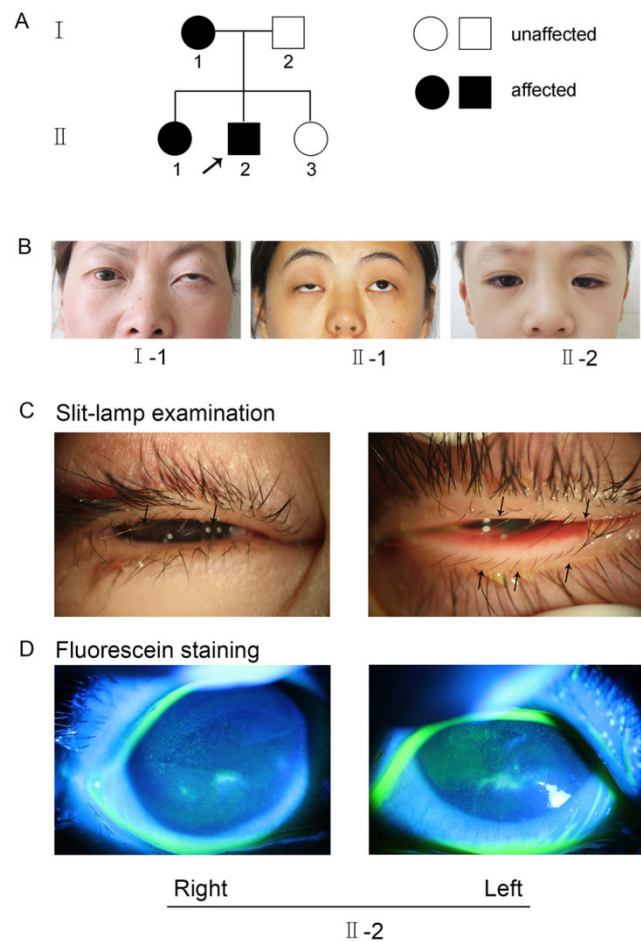 A
I
1
2
unaffected
affected
II
1
2
3
B
I-1
II-1
II-2
C Slit-lamp examination
D Fluorescein staining
Right
Left
II-2